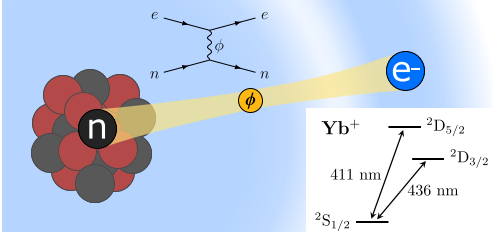 e e
ϕ
n n
n
ϕ
e⁻
Yb⁺
²D₅/₂
²D₃/₂
411 nm
436 nm
²S₁/₂